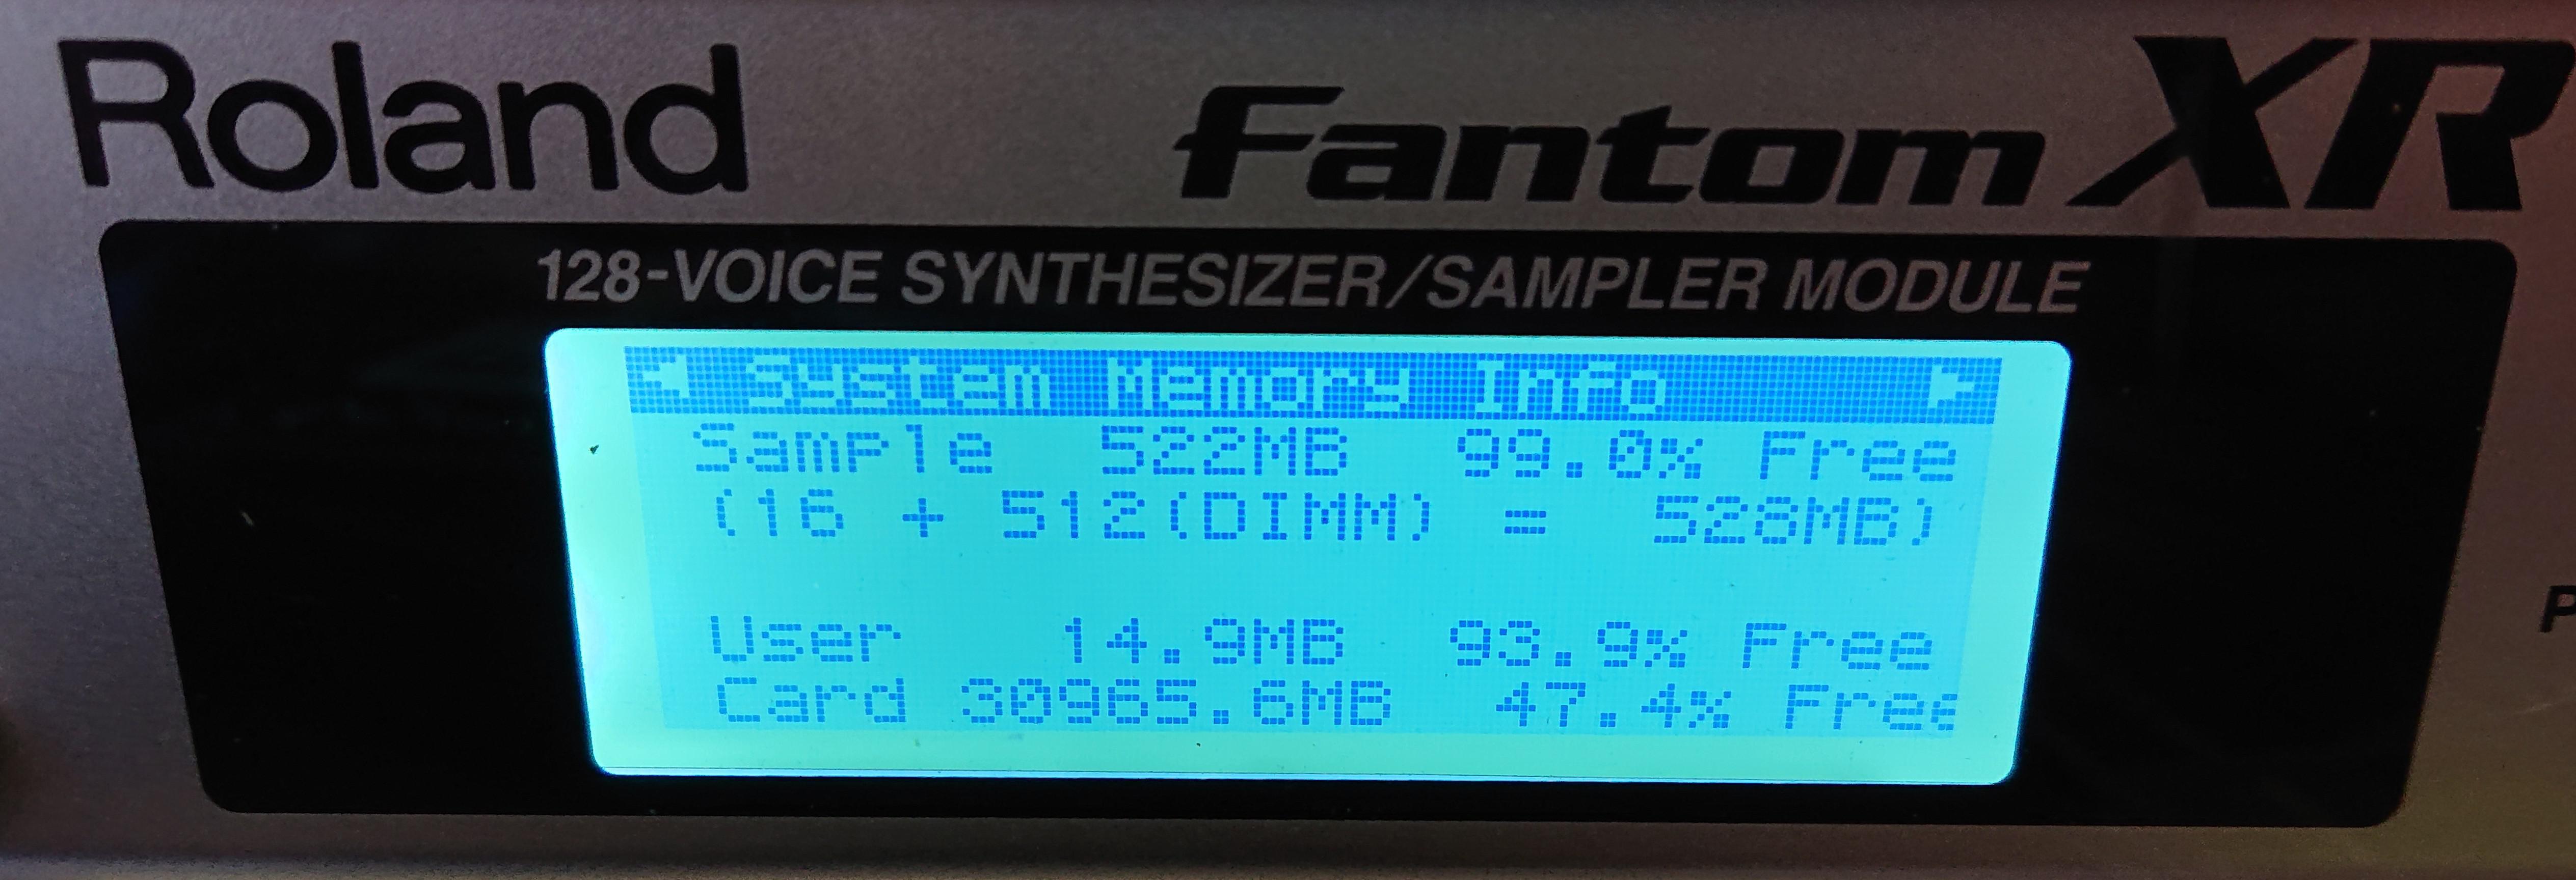 Roland
Fantom XR
128-VOICE SYNTHESIZER/SAMPLER MODULE
◀ System Memory Info ▶
Sample 522MB 99.0% Free
(16 + 512(DIMM) = 528MB)
User 14.9MB 93.9% Free
Card 30965.6MB 47.4% Free
P